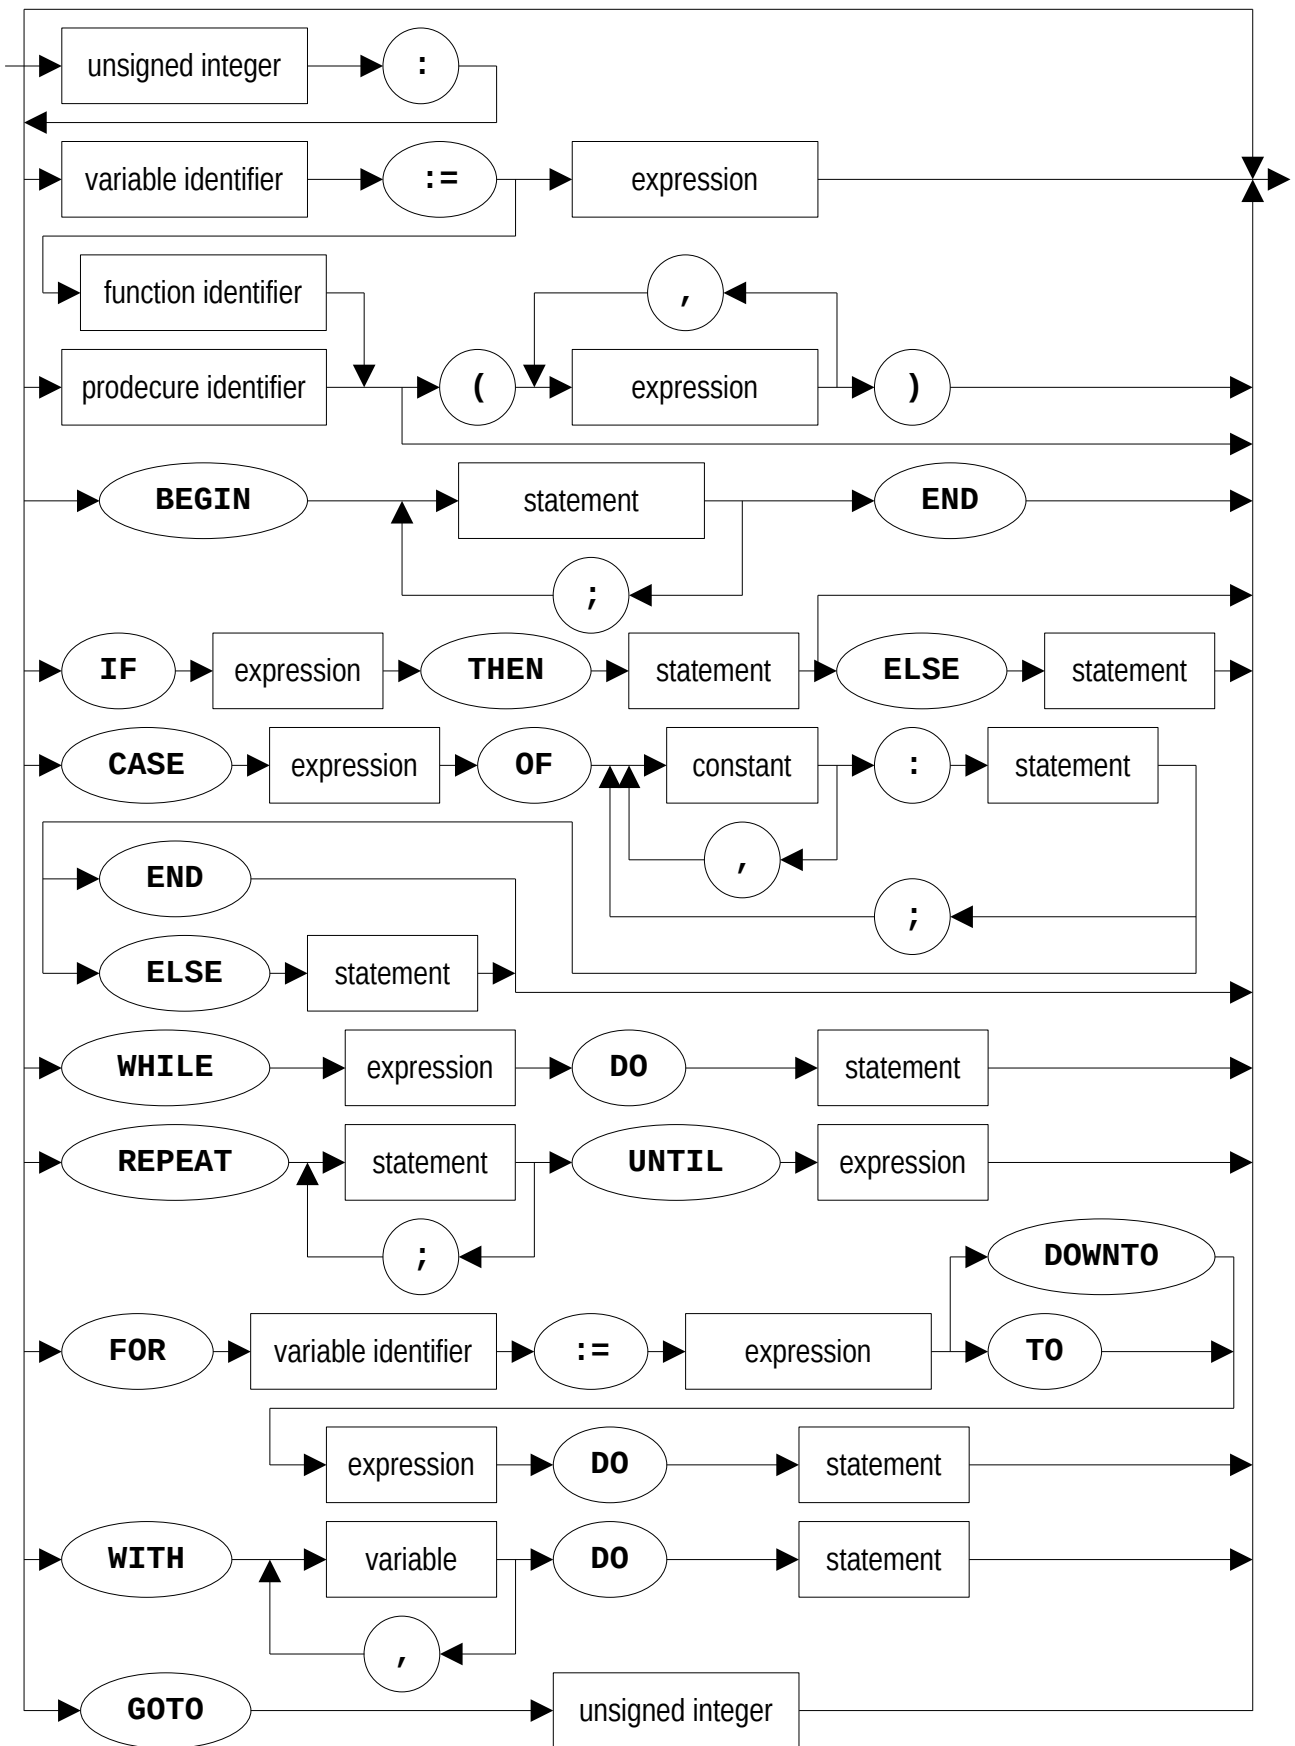 unsigned integer :
variable identifier := expression
function identifier ,
prodecure identifier ( expression )
BEGIN statement END
;
IF expression THEN statement ELSE statement
CASE expression OF constant : statement
,
END
;
ELSE statement
WHILE expression DO statement
REPEAT statement UNTIL expression
;
DOWNTO
FOR variable identifier := expression TO
expression DO statement
WITH variable DO statement
,
GOTO unsigned integer